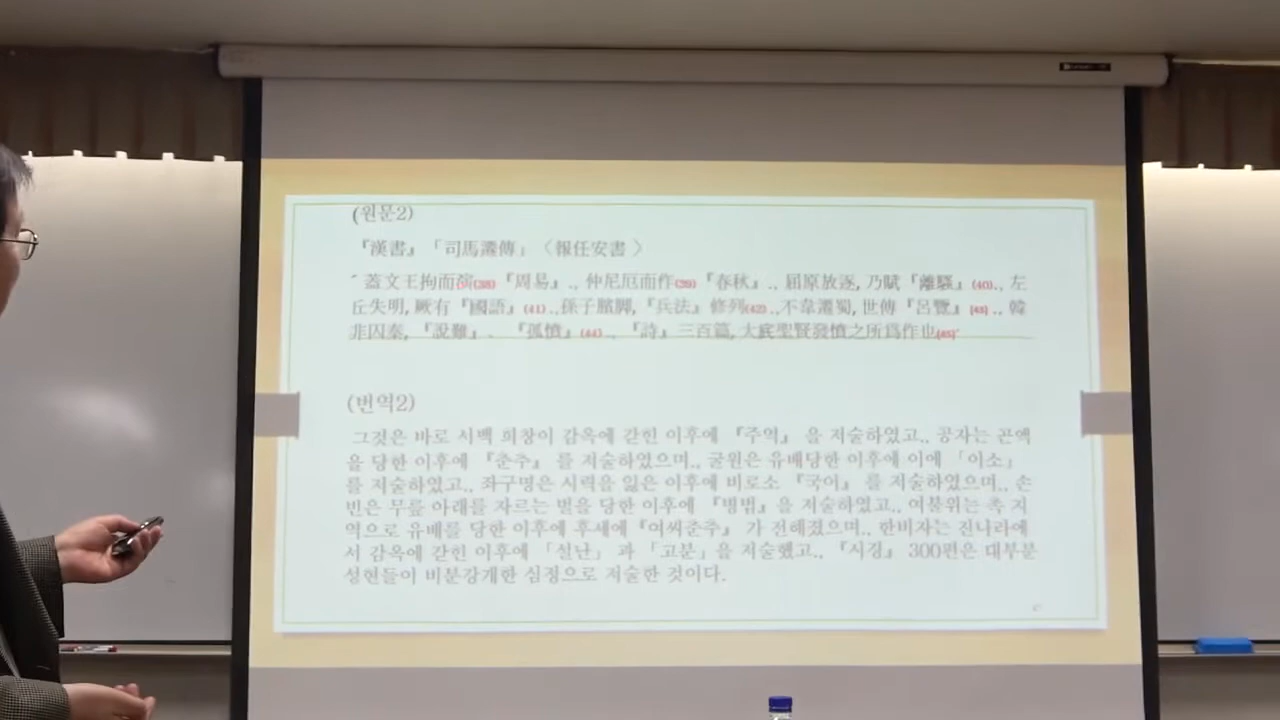 (원문2)
『漢書』「司馬遷傳」〈報任安書 〉
蓋文王拘而演(38)『周易』., 仲尼厄而作(39)『春秋』., 屈原放逐, 乃賦『離騷』(40)., 左
丘失明, 厥有『國語』(41).,孫子臏脚,『兵法』修列(42).,不韋遷蜀, 世傳『呂覽』[43]., 韓
非囚秦,『說難』、『孤憤』(44).,『詩』三百篇, 大底聖賢發憤之所爲作也(45)
(번역2)
그것은 바로 서백 희창이 감옥에 갇힌 이후에 『주역』 을 저술하였고., 공자는 곤액
을 당한 이후에 『춘추』 를 저술하였으며., 굴원은 유배당한 이후에 이에 「이소」
를 저술하였고., 좌구명은 시력을 잃은 이후에 비로소 『국어』 를 저술하였으며., 손
빈은 무릎 아래를 자르는 벌을 당한 이후에 『병법』을 저술하였고., 여불위는 촉 지
역으로 유배를 당한 이후에 후세에『여씨춘추』 가 전해졌으며., 한비자는 진나라에
서 감옥에 갇힌 이후에 「설난」 과 「고분」을 저술했고., 『시경』 300편은 대부분
성현들이 비분강개한 심정으로 저술한 것이다.